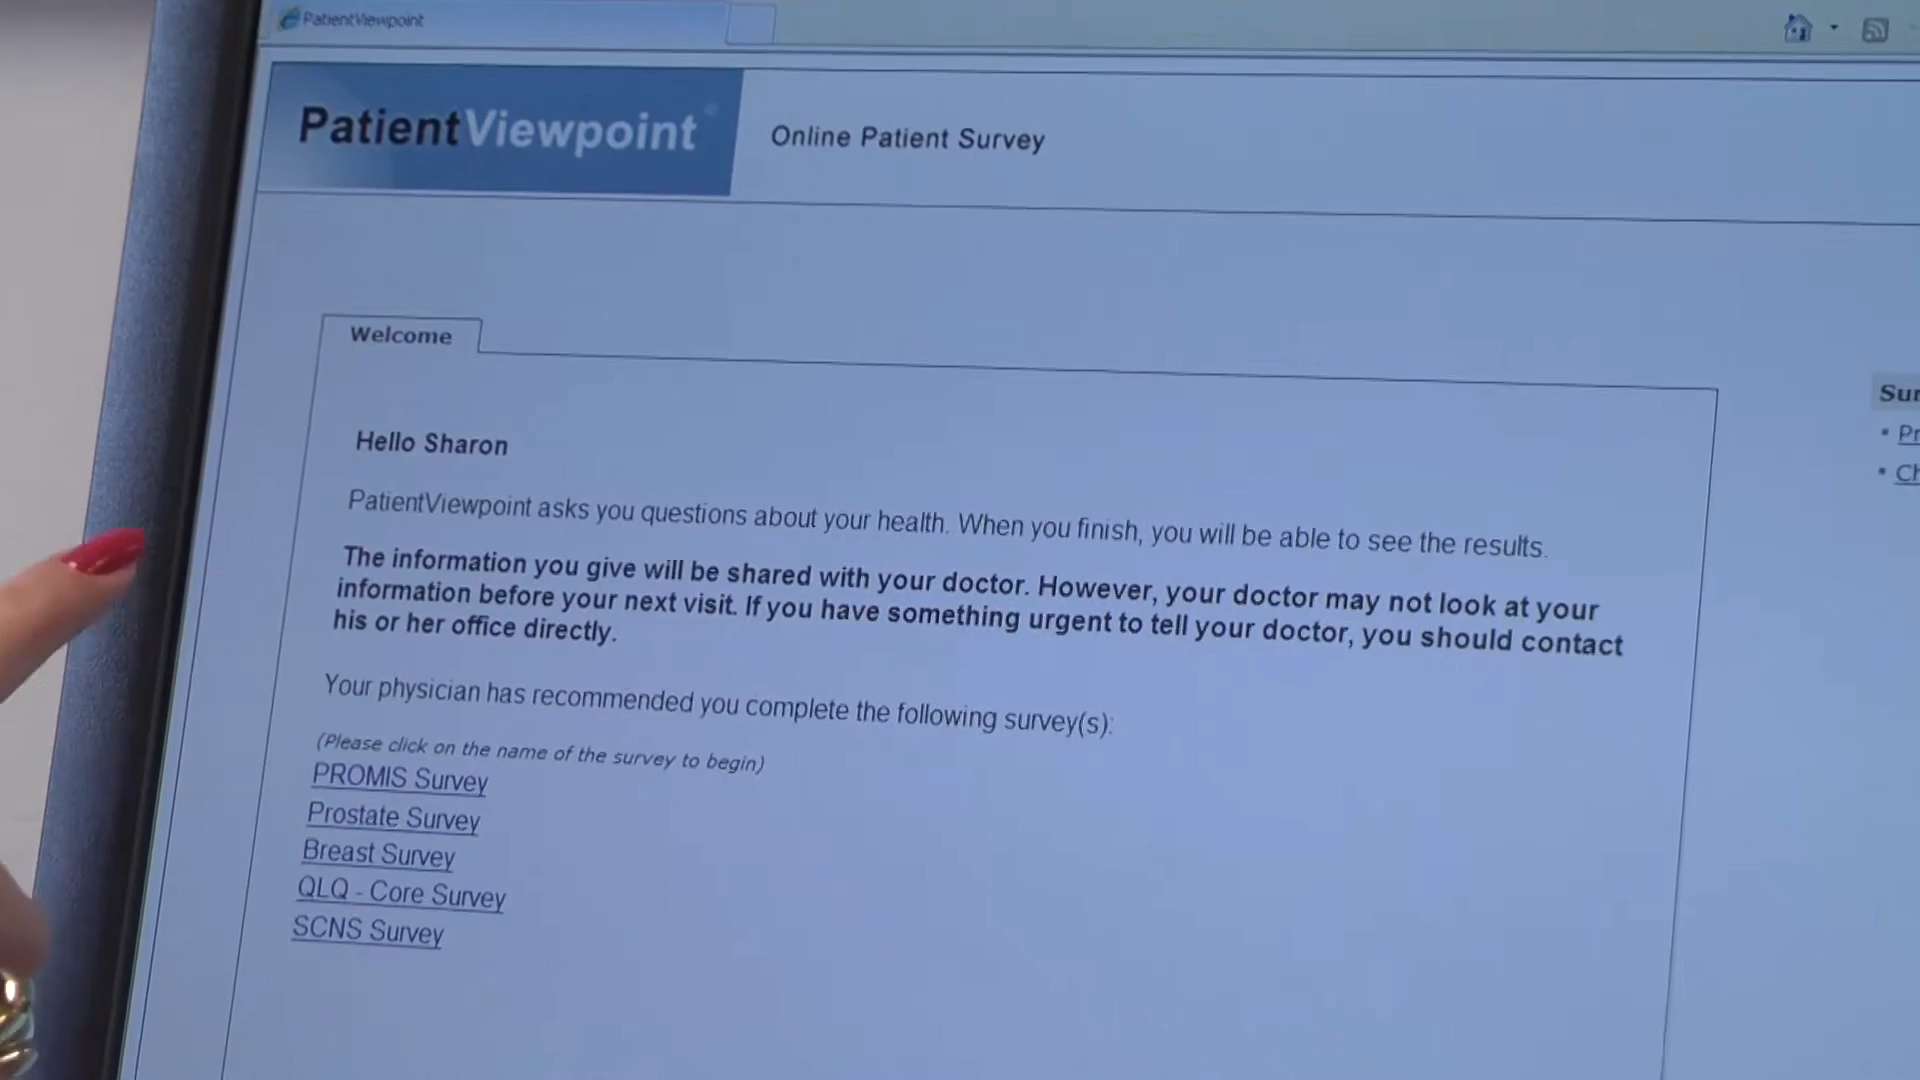 PatientViewpoint
PatientViewpoint
Online Patient Survey
Welcome
Hello Sharon
PatientViewpoint asks you questions about your health. When you finish, you will be able to see the results.
The information you give will be shared with your doctor. However, your doctor may not look at your
information before your next visit. If you have something urgent to tell your doctor, you should contact
his or her office directly.
Your physician has recommended you complete the following survey(s):
(Please click on the name of the survey to begin)
PROMIS Survey
Prostate Survey
Breast Survey
QLQ - Core Survey
SCNS Survey